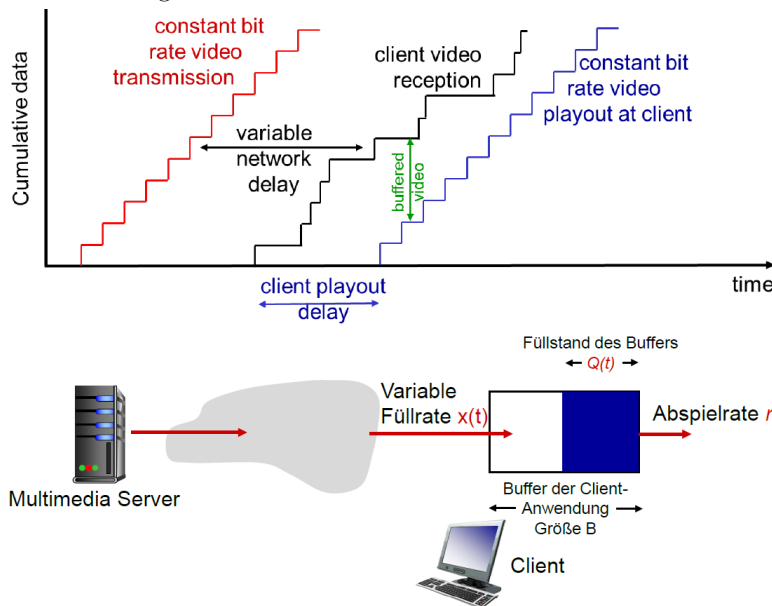 constant bit
rate video
transmission
client video
reception
constant bit
rate video
playout at client
Cumulative data
variable
network
delay
buffered
video
time
client playout
delay
Füllstand des Buffers
Q(t)
Variable
Füllrate x(t)
Abspielrate r
Multimedia Server
Buffer der Client-
Anwendung
Größe B
Client